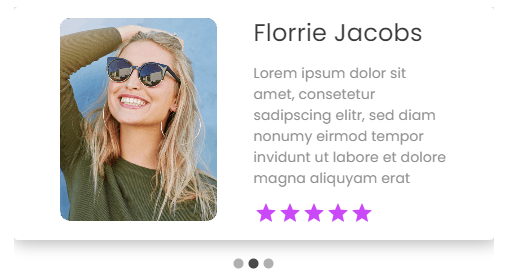 Florrie Jacobs
Lorem ipsum dolor sit
amet, consetetur
sadipscing elitr, sed diam
nonumy eirmod tempor
invidunt ut labore et dolore
magna aliquyam erat